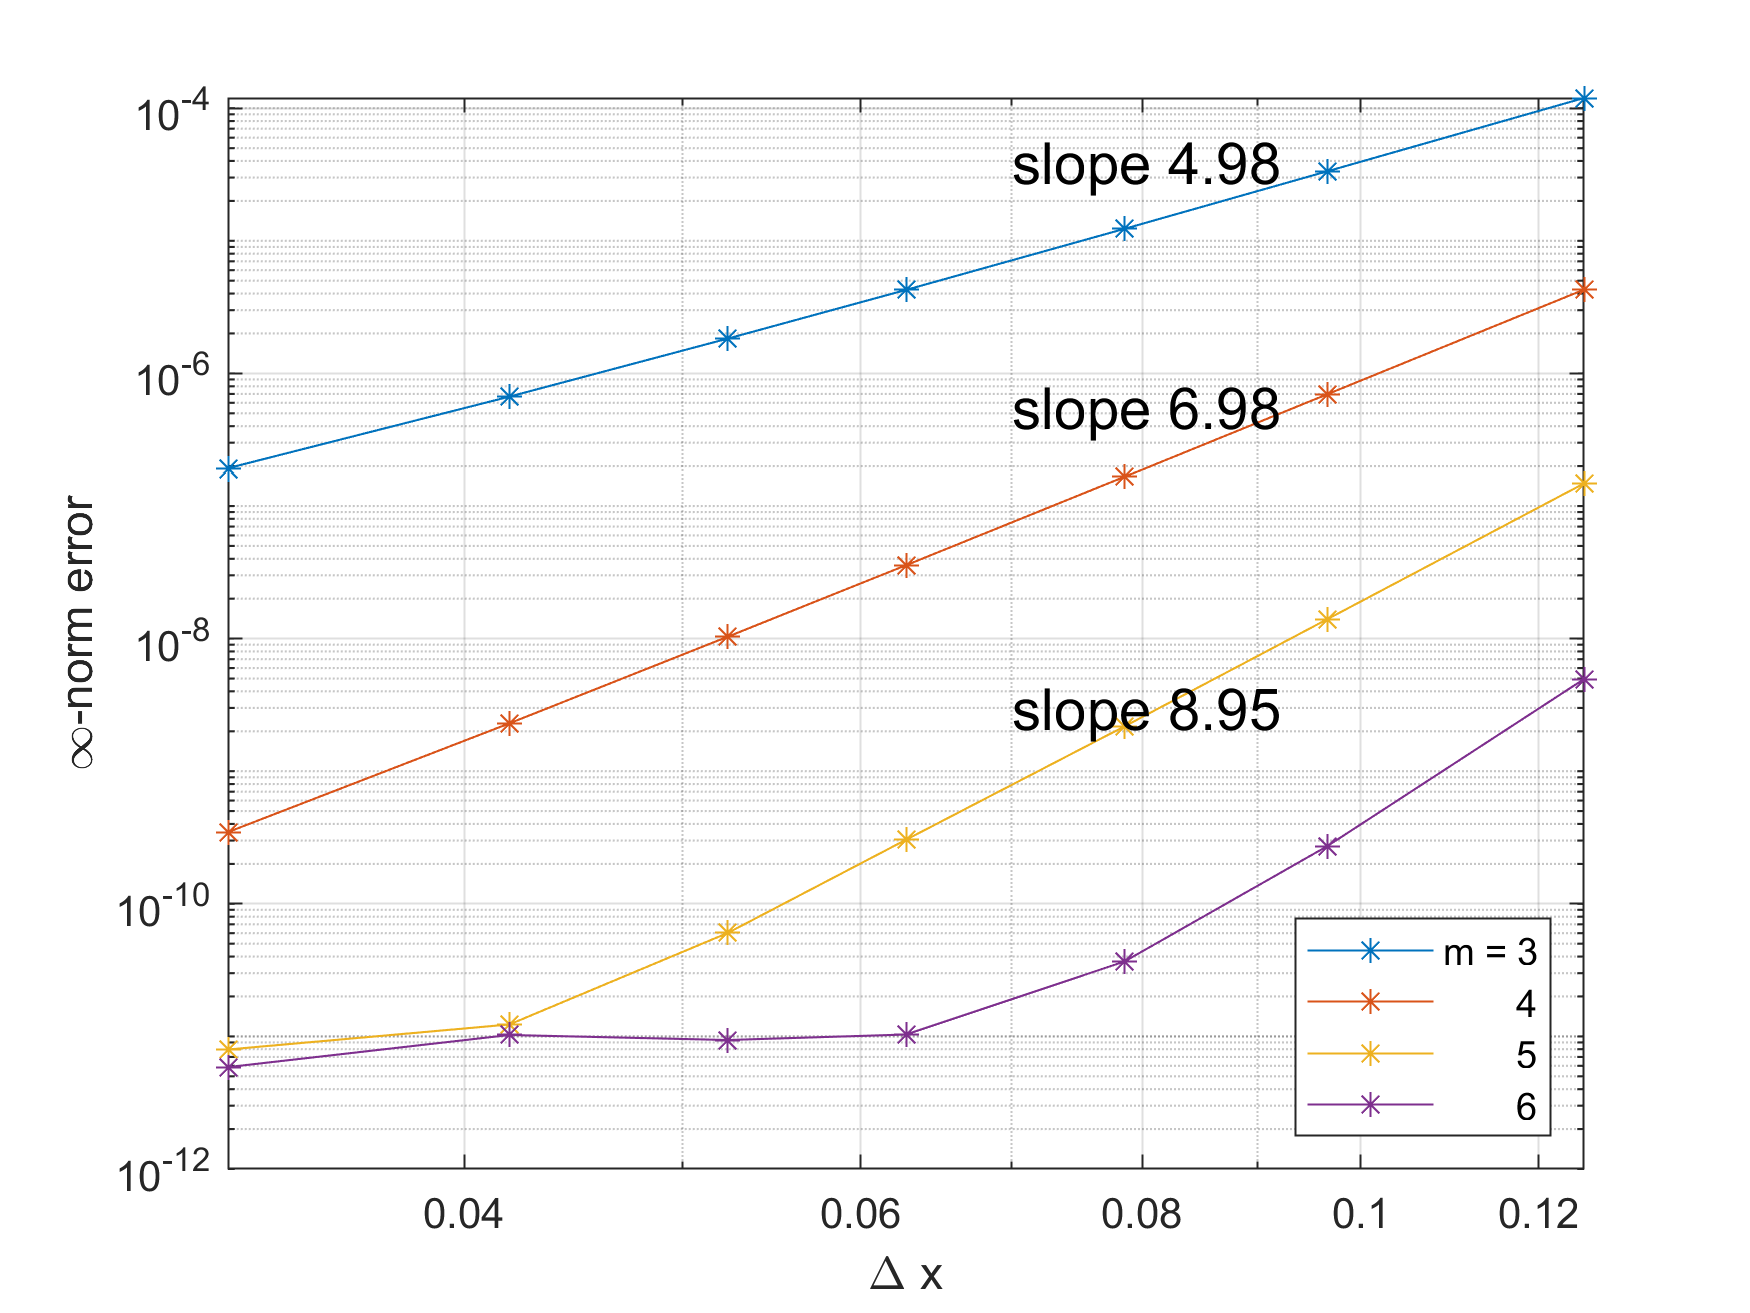 10^-4
slope 4.98
10^-6
slope 6.98
∞-norm error
10^-8
slope 8.95
10^-10
m = 3
4
5
6
10^-12
0.04 0.06 0.08 0.1 0.12
Δ x